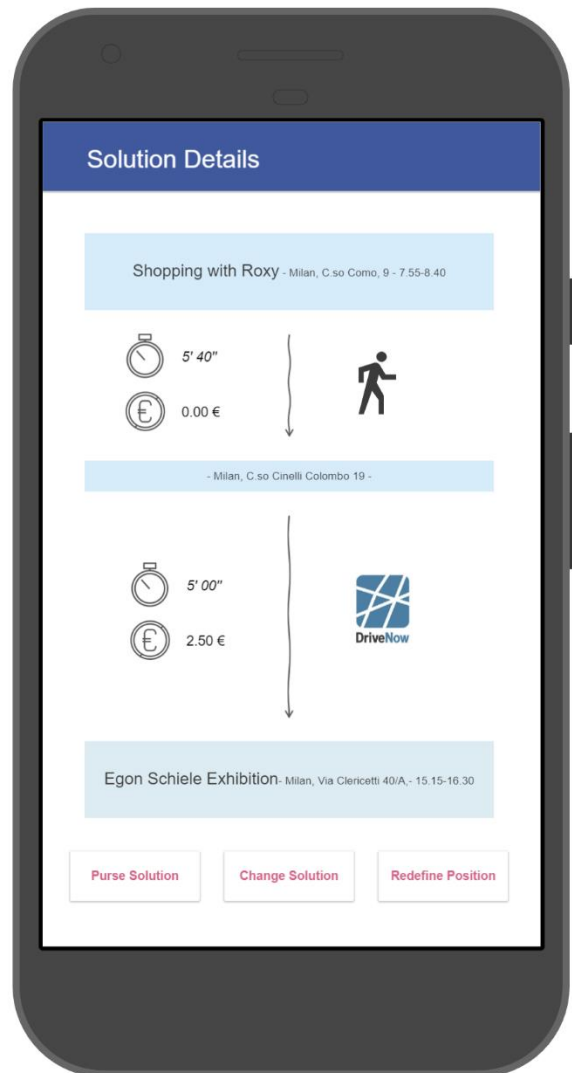 Solution Details
Shopping with Roxy - Milan, C.so Como, 9 - 7.55-8.40
5' 40"
€ 0.00 €
- Milan, C.so Cinelli Colombo 19 -
5' 00"
€ 2.50 €
DriveNow
Egon Schiele Exhibition- Milan, Via Clericetti 40/A,- 15.15-16.30
Purse Solution Change Solution Redefine Position